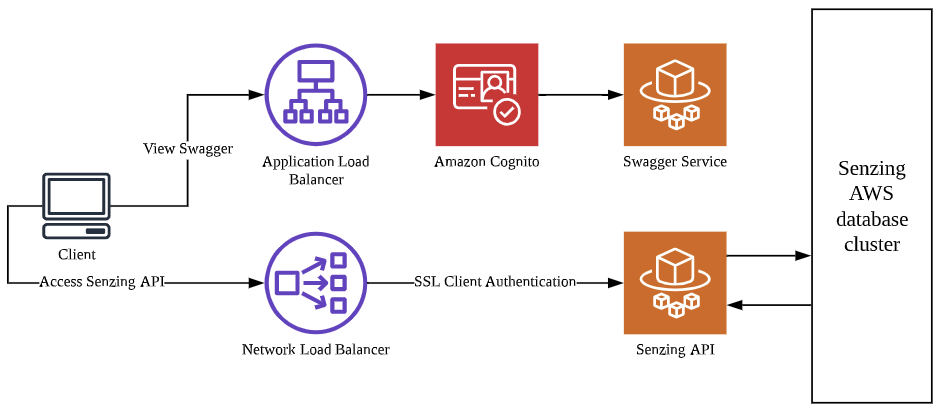 View Swagger
Application Load
Balancer
Amazon Cognito
Swagger Service
Senzing
AWS
database
cluster
Client
Access Senzing API
SSL Client Authentication
Network Load Balancer
Senzing API